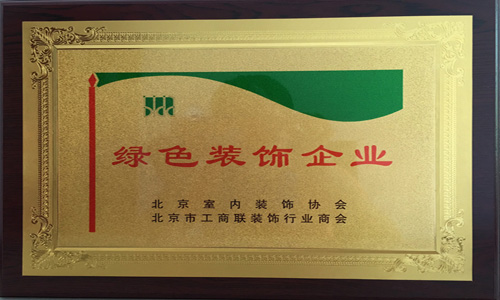 绿色装饰企业
北京室内装饰协会
北京市工商联装饰行业商会